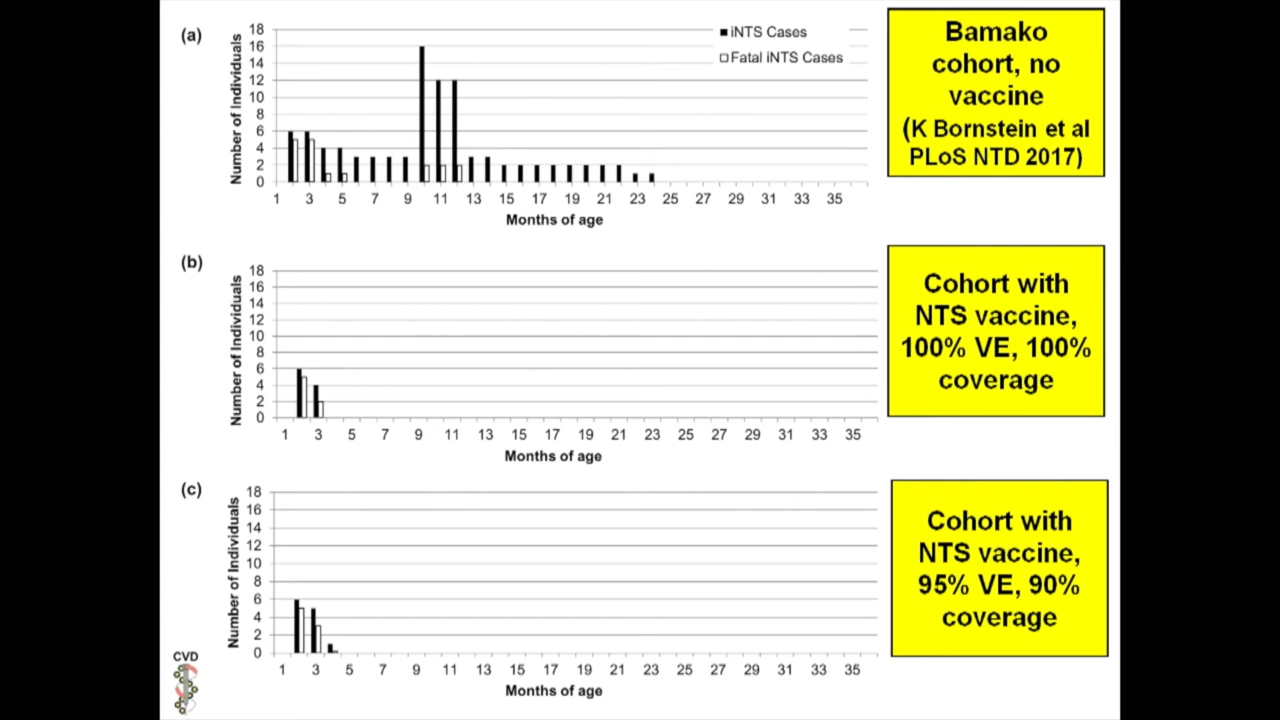 (a)
Number of Individuals
18
16
14
12
10
8
6
4
2
0
iNTS Cases
Fatal iNTS Cases
1 3 5 7 9 11 13 15 17 19 21 23 25 27 29 31 33 35
Months of age
Bamako
cohort, no
vaccine
(K Bornstein et al
PLoS NTD 2017)
(b)
Number of Individuals
18
16
14
12
10
8
6
4
2
0
1 3 5 7 9 11 13 15 17 19 21 23 25 27 29 31 33 35
Months of age
Cohort with
NTS vaccine,
100% VE, 100%
coverage
(c)
Number of Individuals
18
16
14
12
10
8
6
4
2
0
1 3 5 7 9 11 13 15 17 19 21 23 25 27 29 31 33 35
Months of age
Cohort with
NTS vaccine,
95% VE, 90%
coverage
CVD